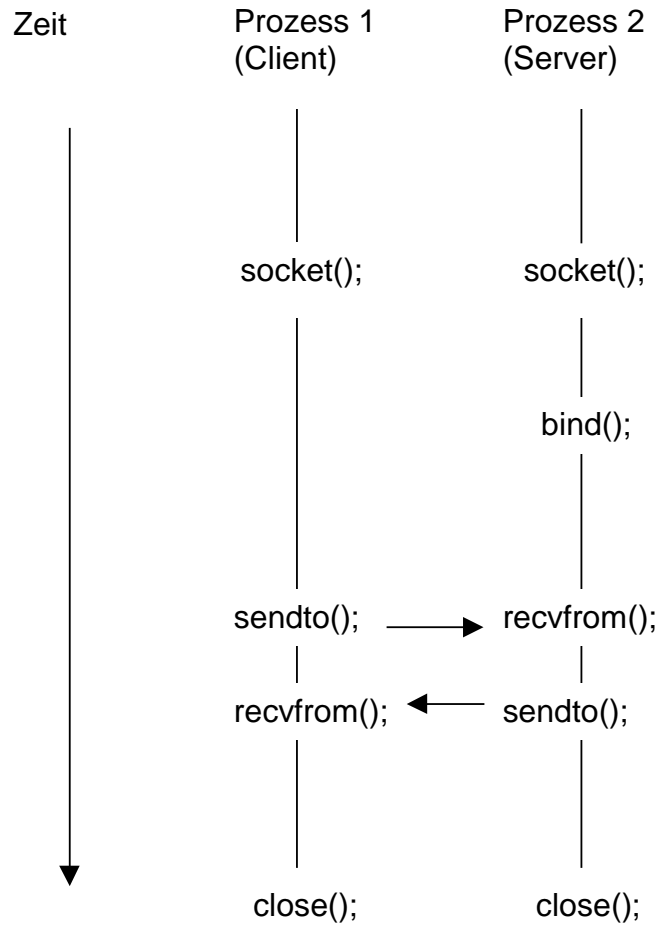 Zeit
Prozess 1
(Client)
Prozess 2
(Server)
socket();
socket();
bind();
sendto();
recvfrom();
recvfrom();
sendto();
close();
close();